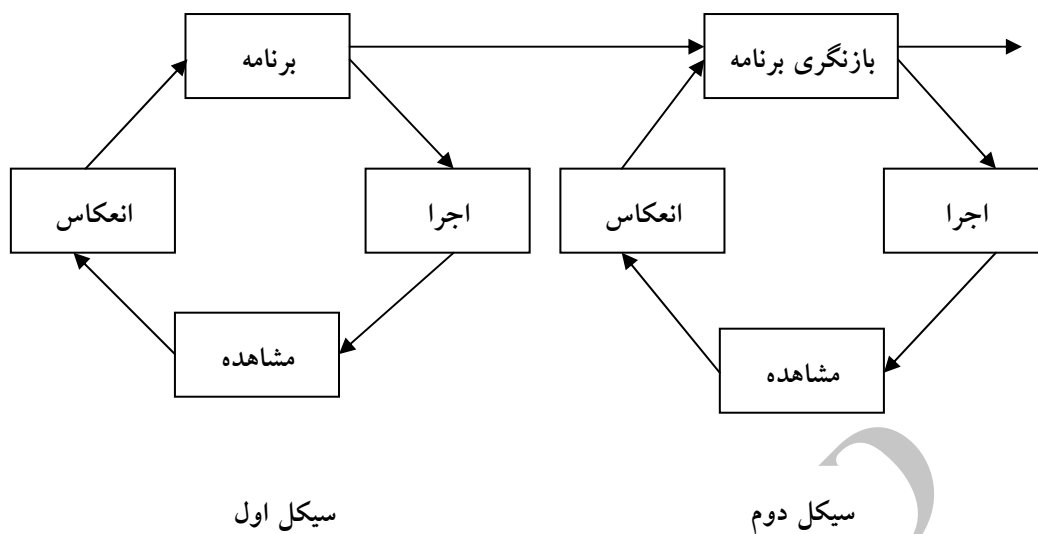 برنامه
بازنگری برنامه
انعکاس
اجرا
انعکاس
اجرا
مشاهده
مشاهده
سیکل اول
سیکل دوم